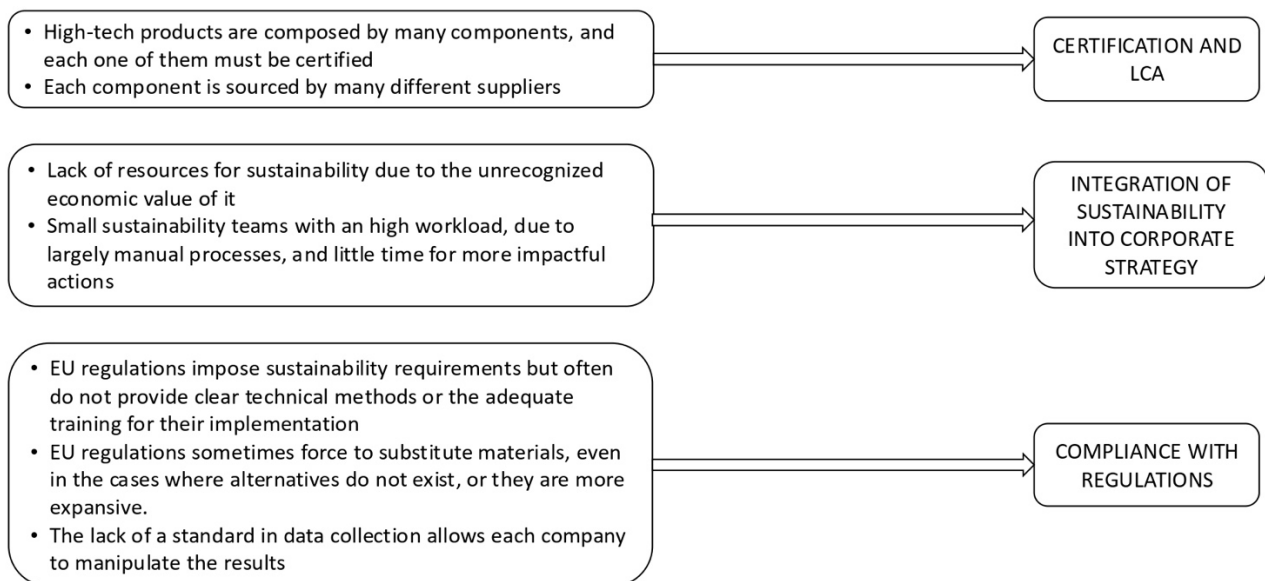 • High-tech products are composed by many components, and
each one of them must be certified
• Each component is sourced by many different suppliers
CERTIFICATION AND
LCA
• Lack of resources for sustainability due to the unrecognized
economic value of it
• Small sustainability teams with an high workload, due to
largely manual processes, and little time for more impactful
actions
INTEGRATION OF
SUSTAINABILITY
INTO CORPORATE
STRATEGY
• EU regulations impose sustainability requirements but often
do not provide clear technical methods or the adequate
training for their implementation
• EU regulations sometimes force to substitute materials, even
in the cases where alternatives do not exist, or they are more
expansive.
• The lack of a standard in data collection allows each company
to manipulate the results
COMPLIANCE WITH
REGULATIONS